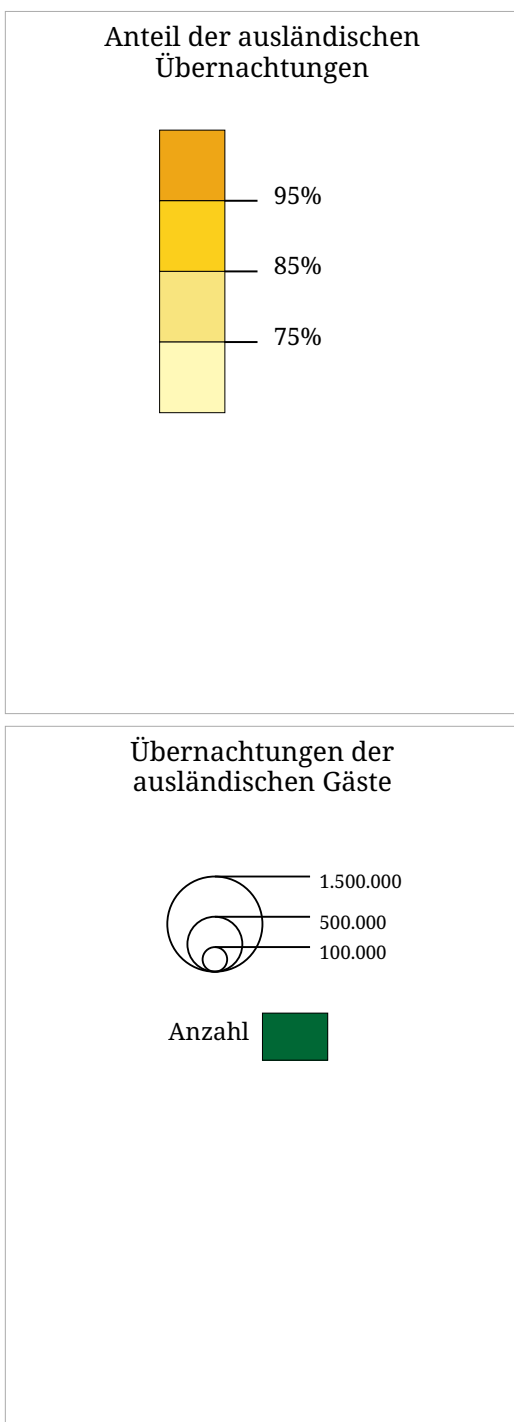 Anteil der ausländischen
Übernachtungen
95%
85%
75%
Übernachtungen der
ausländischen Gäste
1.500.000
500.000
100.000
Anzahl